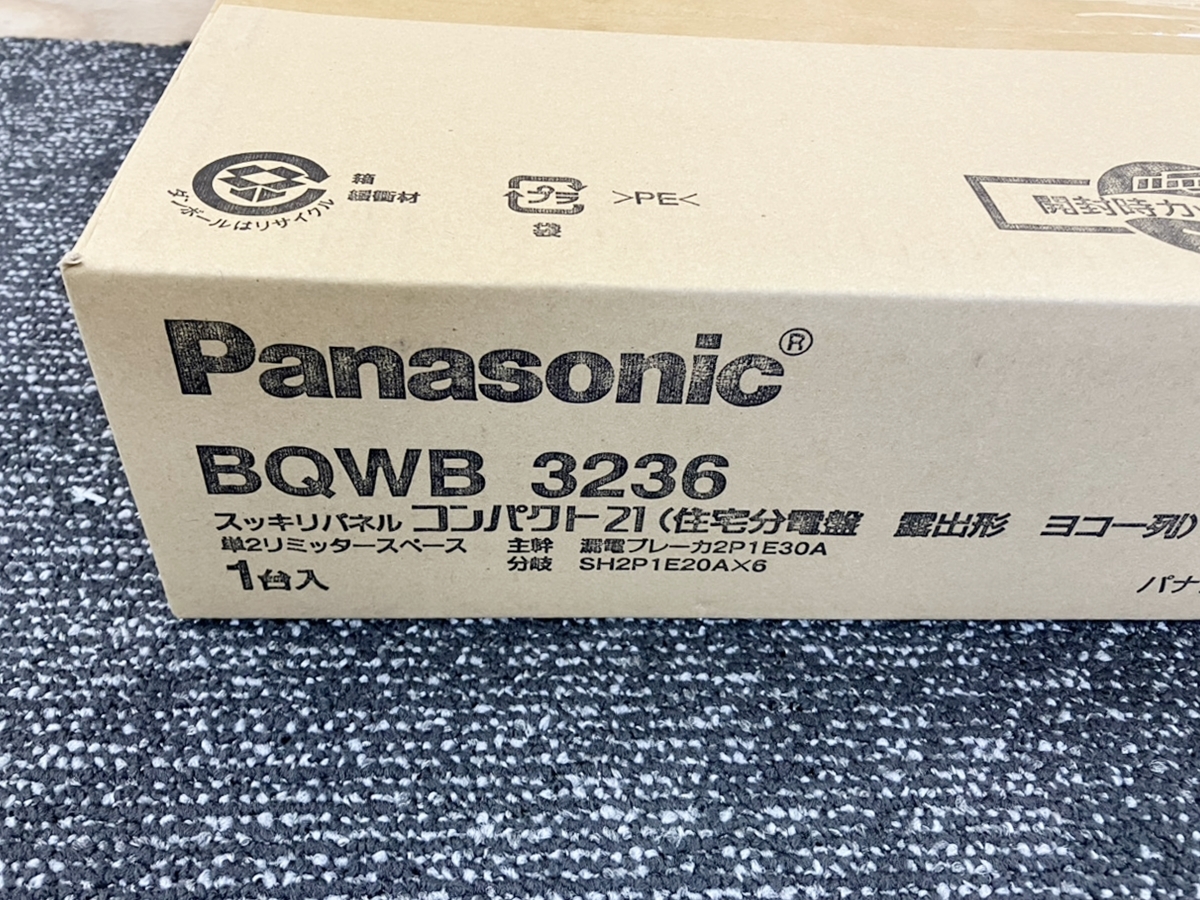 ダンボールはリサイクル
箱
緩衝材
プラ
袋
>PE<
開封時カ
Panasonic®
BQWB 3236
スッキリパネル コンパクト21(住宅分電盤 露出形 ヨコ一列)
単2リミッタースペース 主幹 漏電ブレーカ2P1E30A
分岐 SH2P1E20A×6
1台入
パナ